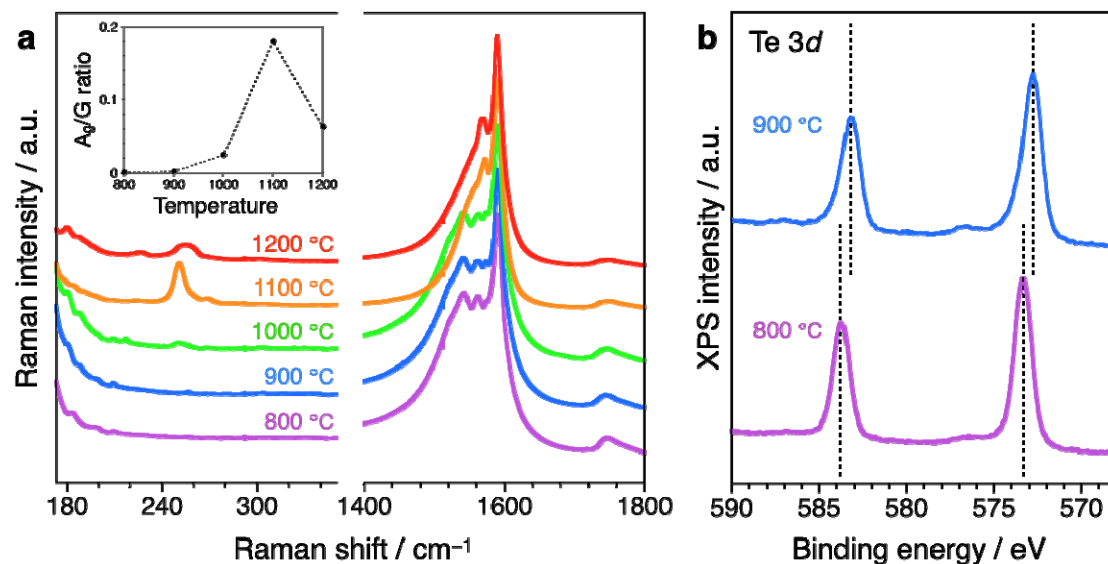 a
0.2
0.1
0
A₉/G ratio
800 900 1000 1100 1200
Temperature
Raman intensity / a.u.
1200 °C
1100 °C
1000 °C
900 °C
800 °C
180 240 300 1400 1600 1800
Raman shift / cm⁻¹
b
Te 3d
900 °C
800 °C
XPS intensity / a.u.
590 585 580 575 570
Binding energy / eV